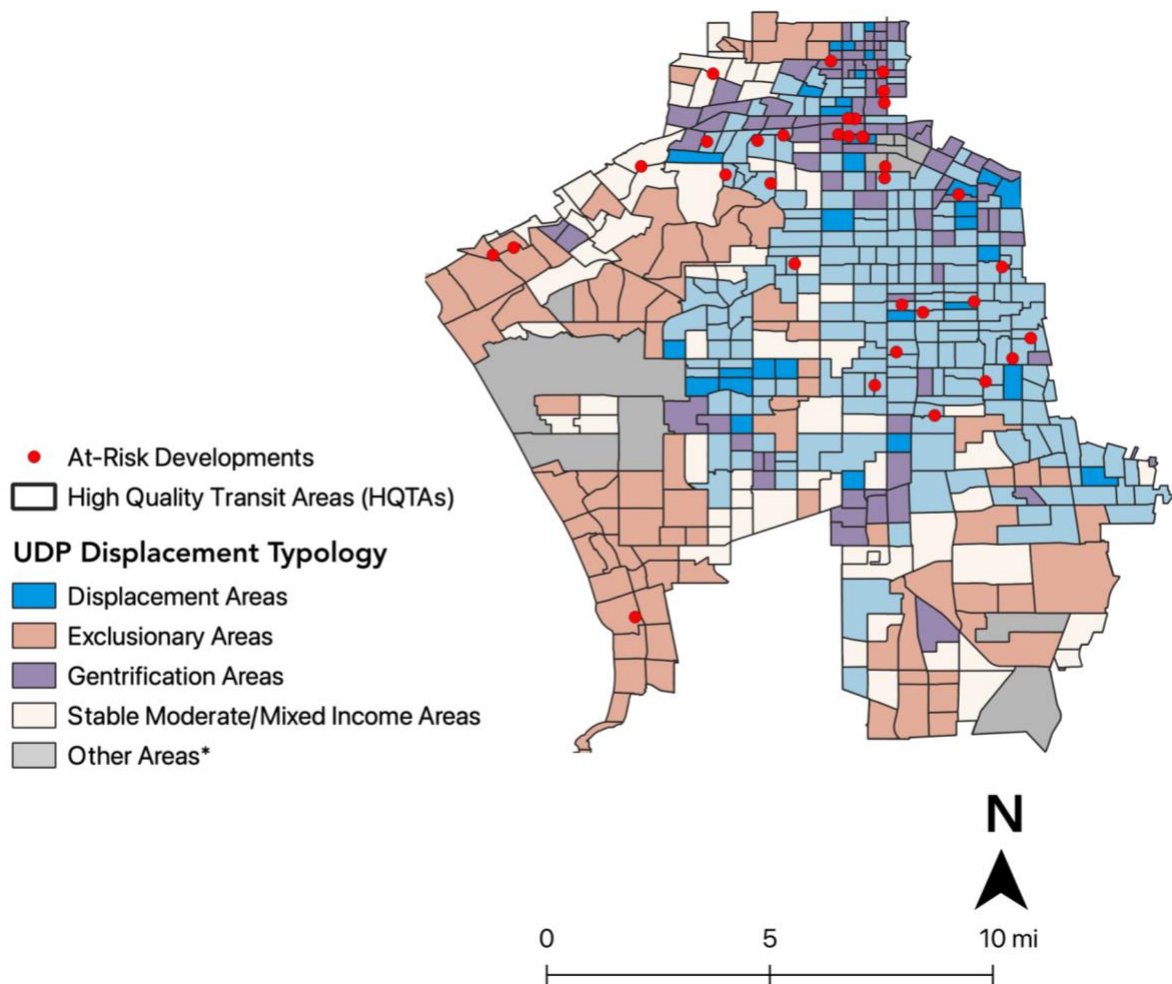 At-Risk Developments
High Quality Transit Areas (HQTAs)
UDP Displacement Typology
Displacement Areas
Exclusionary Areas
Gentrification Areas
Stable Moderate/Mixed Income Areas
Other Areas*
N
0 5 10 mi